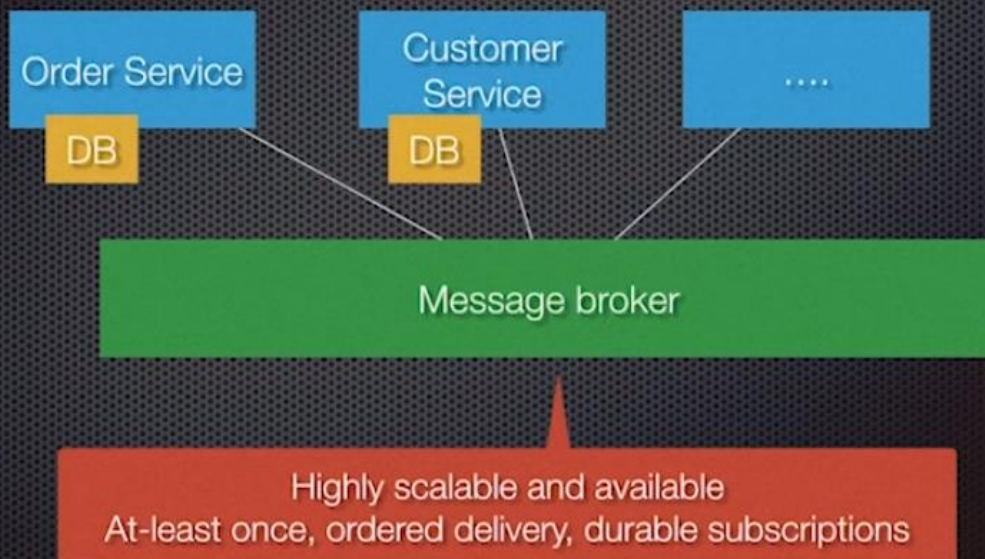 Order Service
Customer
Service
....
DB
DB
Message broker
Highly scalable and available
At-least once, ordered delivery, durable subscriptions